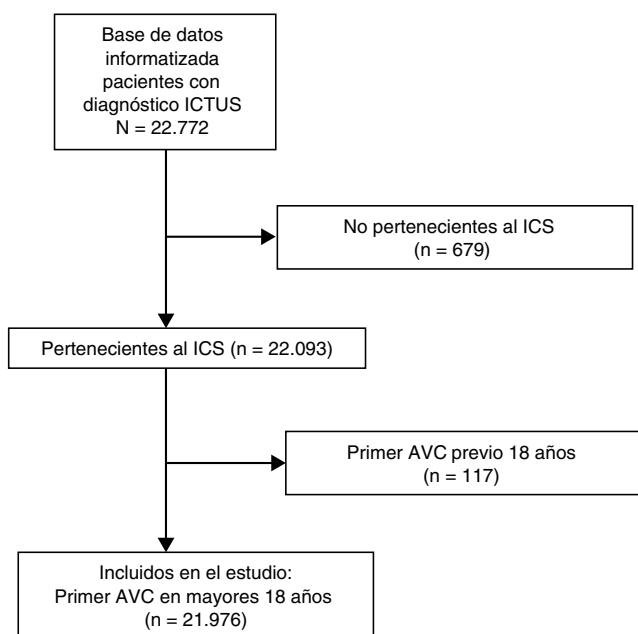 Base de datos
informatizada
pacientes con
diagnóstico ICTUS
N = 22.772
No pertenecientes al ICS
(n = 679)
Pertenecientes al ICS (n = 22.093)
Primer AVC previo 18 años
(n = 117)
Incluidos en el estudio:
Primer AVC en mayores 18 años
(n = 21.976)